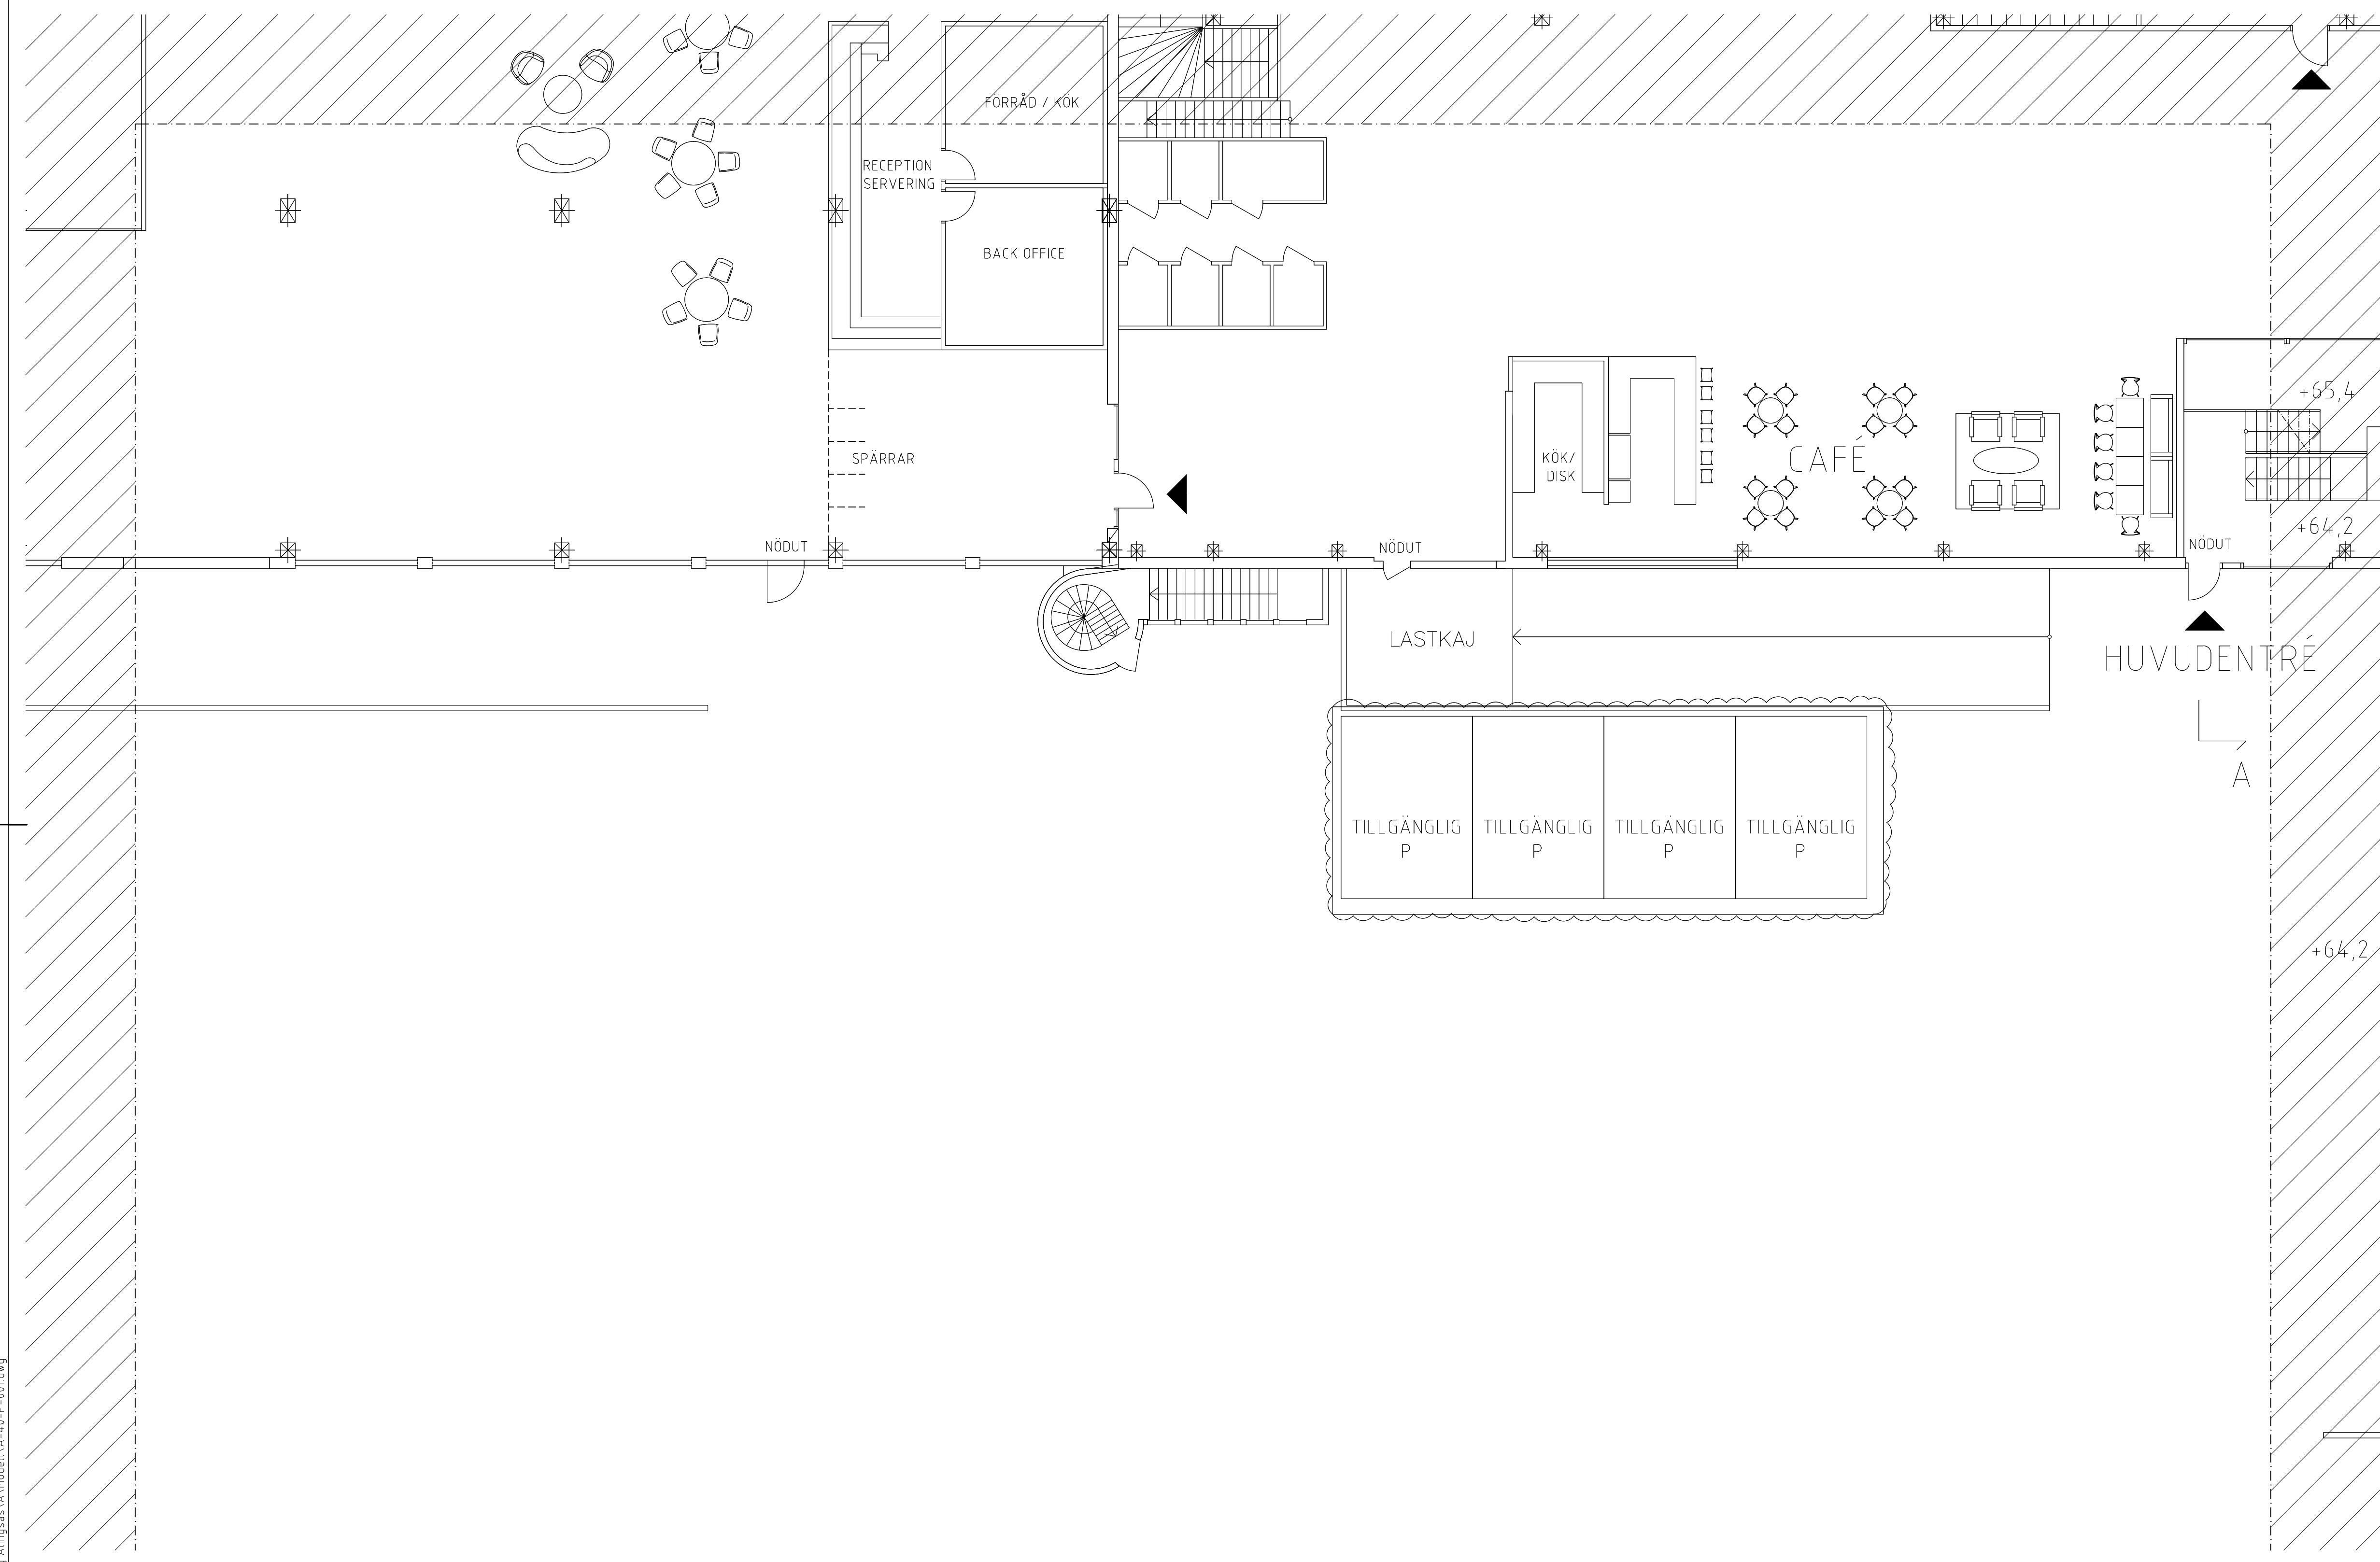 FÖRRÅD / KÖK
RECEPTION
SERVERING
BACK OFFICE
SPÄRRAR
+65,4
KÖK/
DISK
CAFÉ
+64,2
NÖDUT
NÖDUT
NÖDUT
LASTKAJ
HUVUDENTRÉ
A
TILLGÄNGLIG
P
TILLGÄNGLIG
P
TILLGÄNGLIG
P
TILLGÄNGLIG
P
+64,2